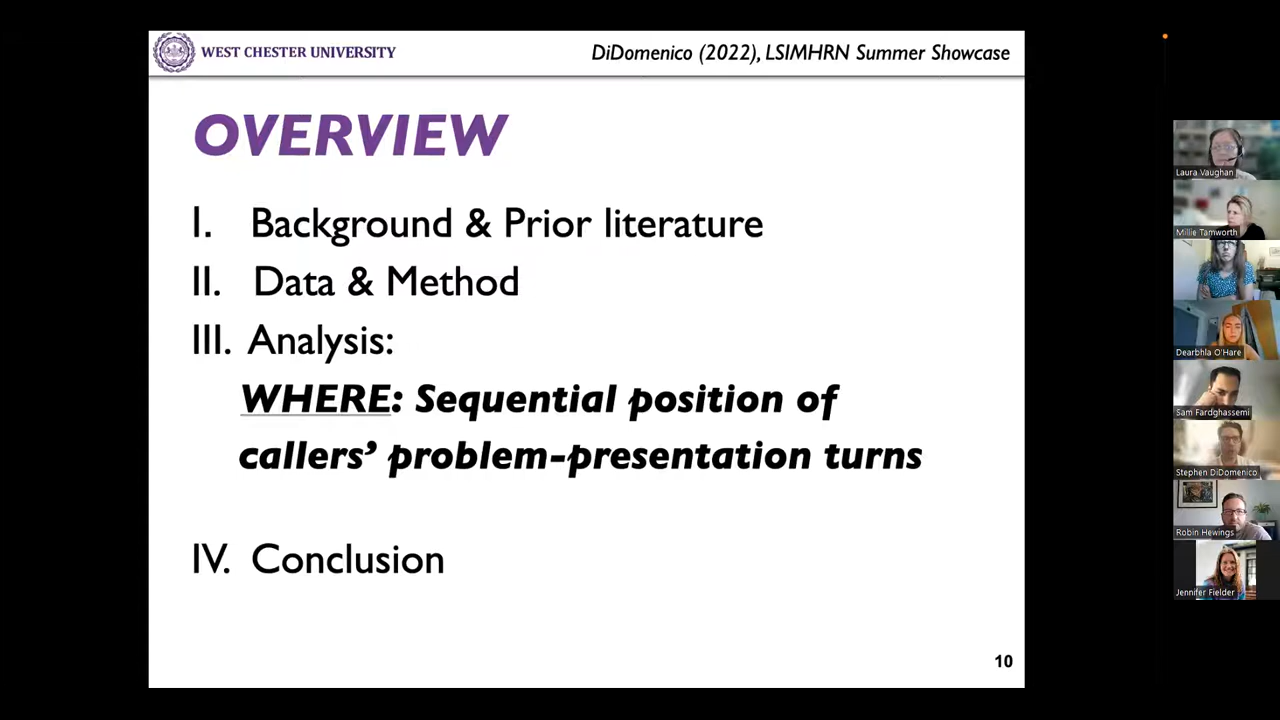 WEST CHESTER UNIVERSITY
DiDomenico (2022), LSIMHRN Summer Showcase
OVERVIEW
I. Background & Prior literature
II. Data & Method
III. Analysis:
WHERE: Sequential position of
callers’ problem-presentation turns
IV. Conclusion
10
Laura Vaughan
Millie Tamworth
Dearbhla O'Hare
Sam Fardghassemi
Stephen DiDomenico
Robin Hewings
Jennifer Fielder